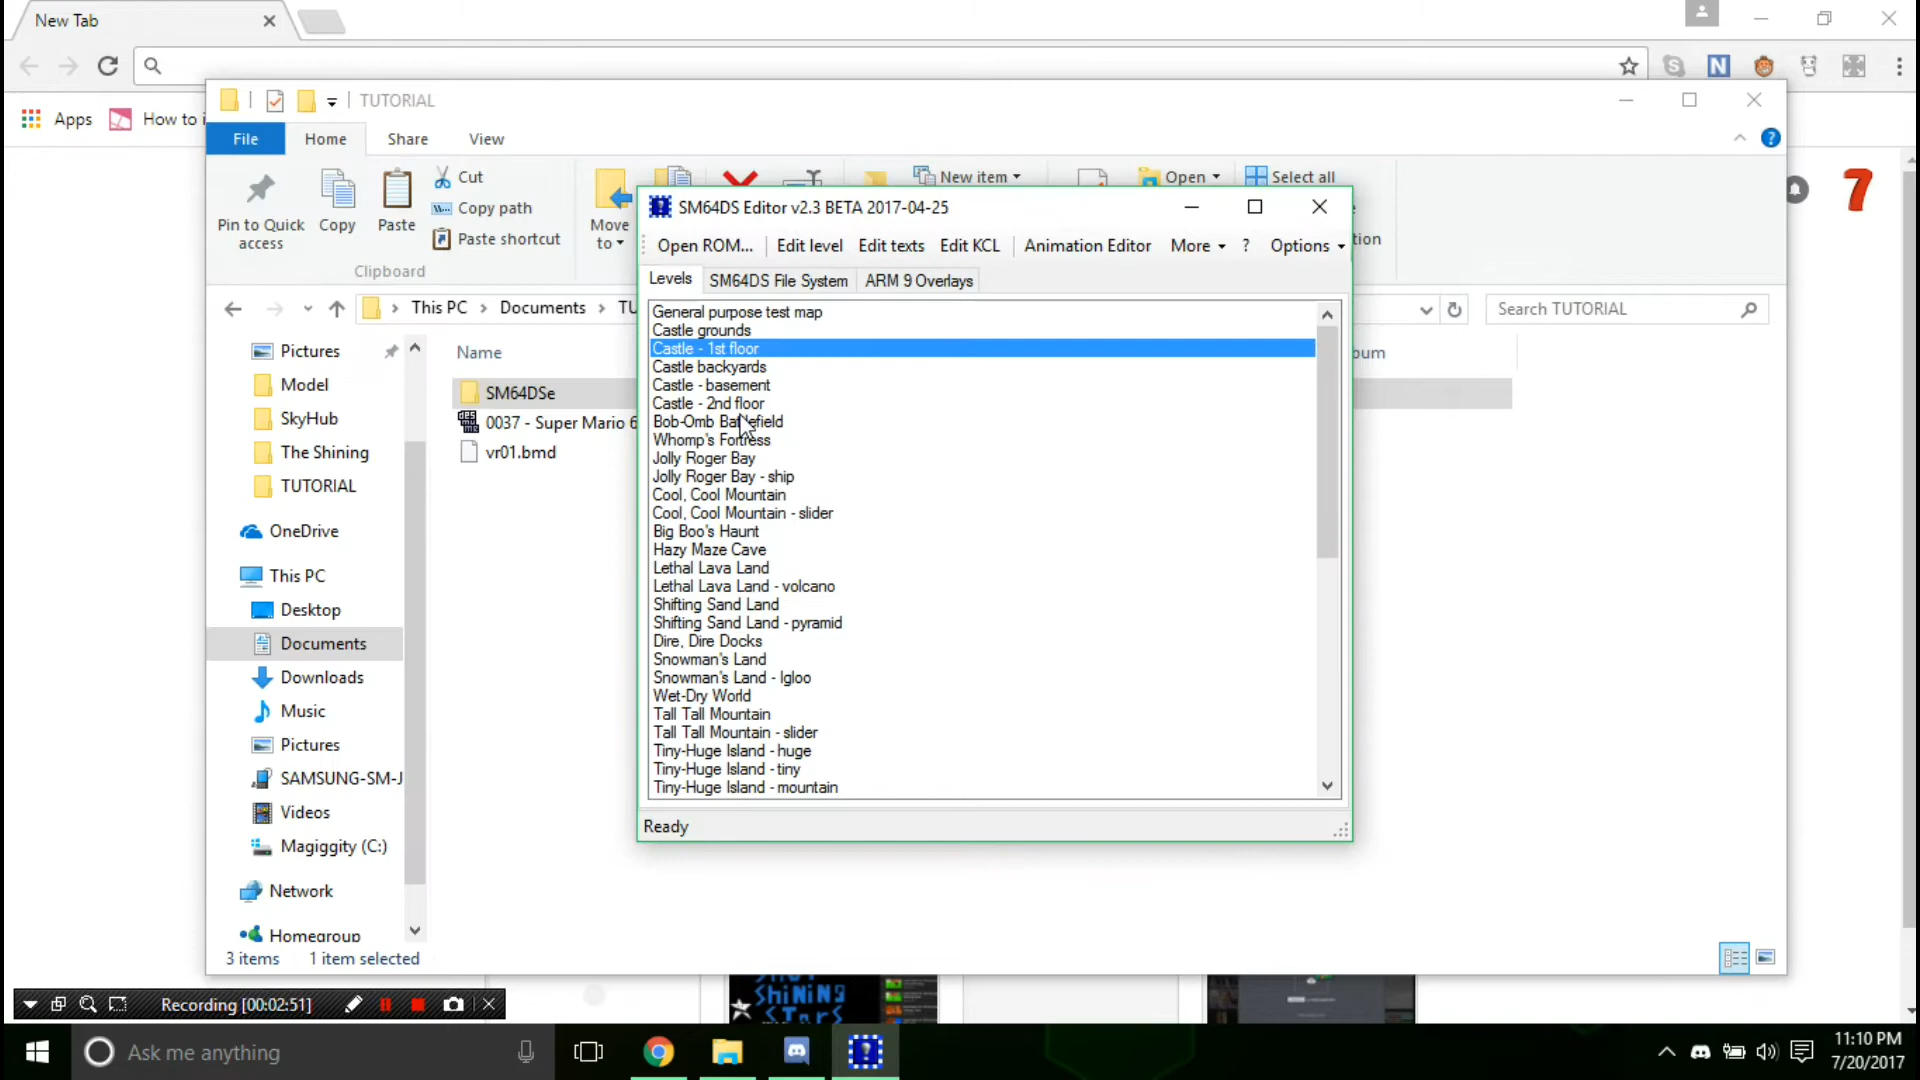 New Tab
Apps
How to i
TUTORIAL
File
Home
Share
View
Pin to Quick access
Copy
Paste
Cut
Copy path
Paste shortcut
Clipboard
Move to
New item
Open
Select all
This PC
Documents
TU
Search TUTORIAL
Pictures
Model
SkyHub
The Shining
TUTORIAL
OneDrive
This PC
Desktop
Documents
Downloads
Music
Pictures
SAMSUNG-SM-J
Videos
Magiggity (C:)
Network
Homegroup
Name
SM64DSe
0037 - Super Mario 6
vr01.bmd
3 items
1 item selected
SM64DS Editor v2.3 BETA 2017-04-25
Open ROM...
Edit level
Edit texts
Edit KCL
Animation Editor
More
?
Options
Levels
SM64DS File System
ARM 9 Overlays
General purpose test map
Castle grounds
Castle - 1st floor
Castle backyards
Castle - basement
Castle - 2nd floor
Bob-Omb Battlefield
Whomp's Fortress
Jolly Roger Bay
Jolly Roger Bay - ship
Cool, Cool Mountain
Cool, Cool Mountain - slider
Big Boo's Haunt
Hazy Maze Cave
Lethal Lava Land
Lethal Lava Land - volcano
Shifting Sand Land
Shifting Sand Land - pyramid
Dire, Dire Docks
Snowman's Land
Snowman's Land - Igloo
Wet-Dry World
Tall Tall Mountain
Tall Tall Mountain - slider
Tiny-Huge Island - huge
Tiny-Huge Island - tiny
Tiny-Huge Island - mountain
Ready
7
SHINING
STARS
Recording [00:02:51]
Ask me anything
11:10 PM
7/20/2017